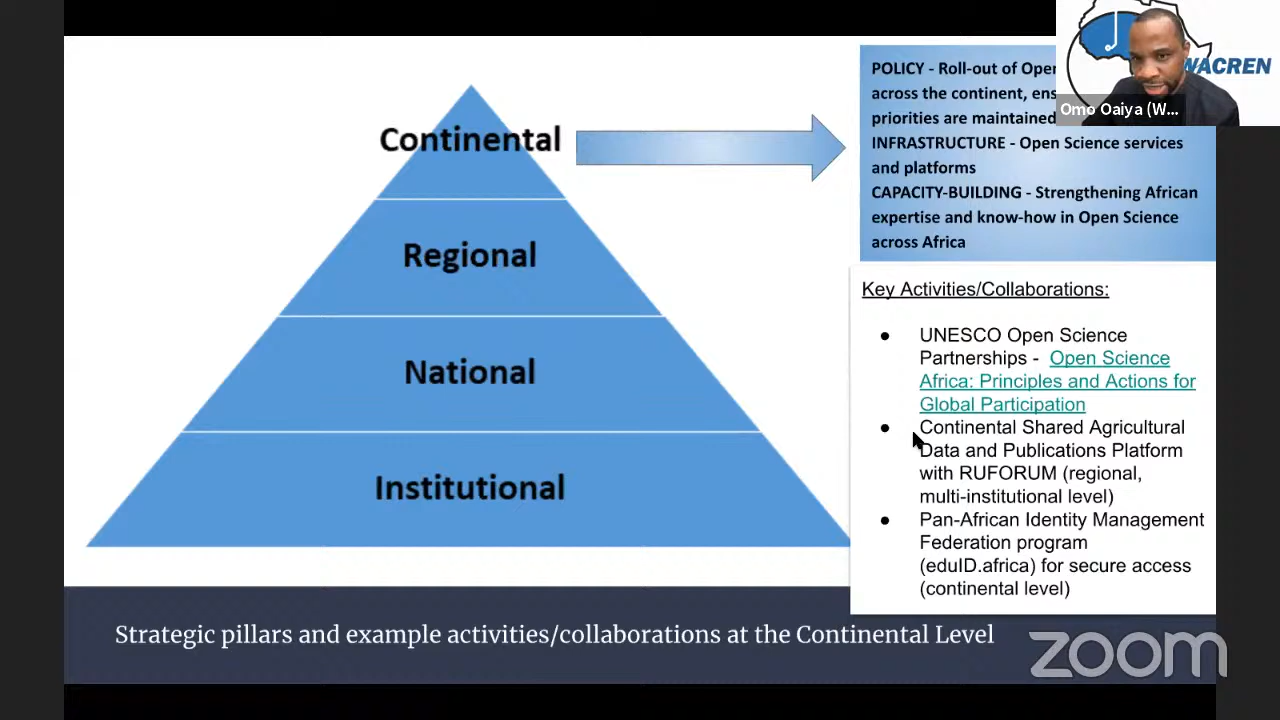 Continental
Regional
National
Institutional
POLICY - Roll-out of
across the continent,
priorities are maintained
INFRASTRUCTURE - Open Science services
and platforms
CAPACITY-BUILDING - Strengthening African
expertise and know-how in Open Science
across Africa
WACREN
Omo Oaiya (W...
Key Activities/Collaborations:
● UNESCO Open Science
Partnerships - Open Science
Africa: Principles and Actions for
Global Participation
● Continental Shared Agricultural
Data and Publications Platform
with RUFORUM (regional,
multi-institutional level)
● Pan-African Identity Management
Federation program
(eduID.africa) for secure access
(continental level)
Strategic pillars and example activities/collaborations at the Continental Level
zoom